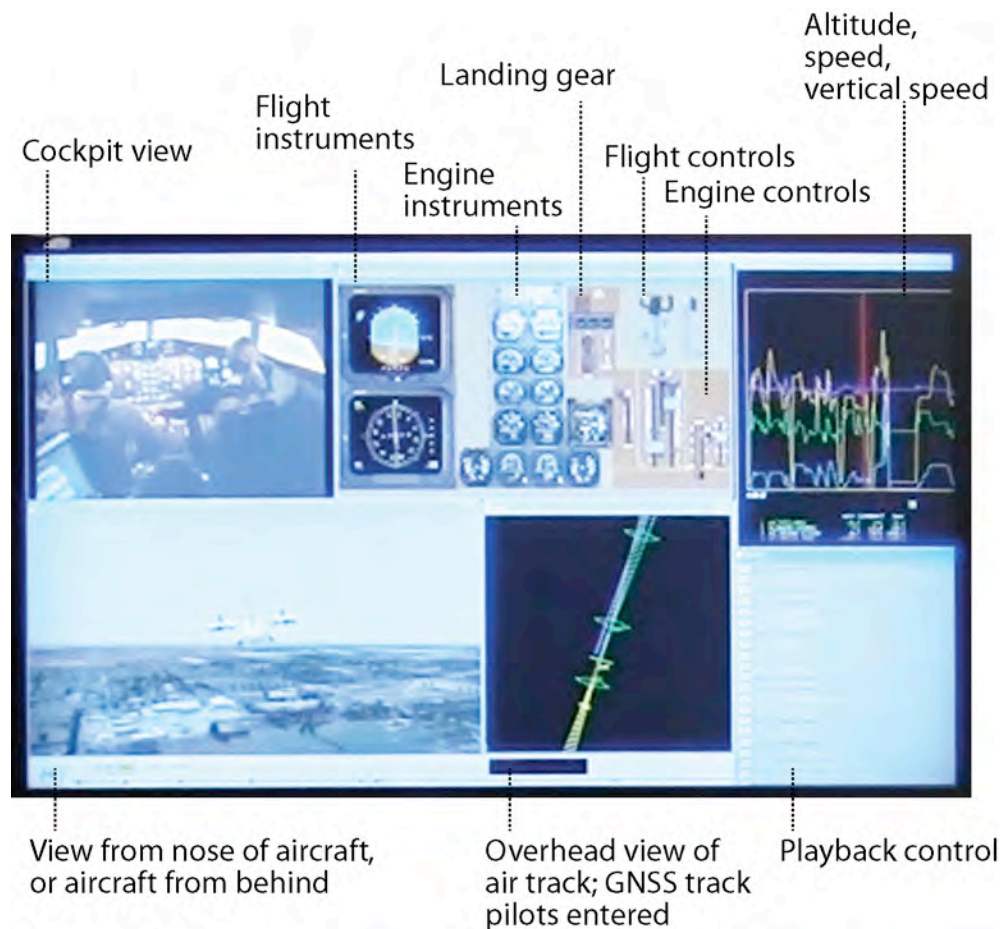 Altitude,
speed,
vertical speed
Landing gear
Flight
instruments
Flight controls
Cockpit view
Engine
instruments
Engine controls
View from nose of aircraft,
or aircraft from behind
Overhead view of
air track; GNSS track
pilots entered
Playback control